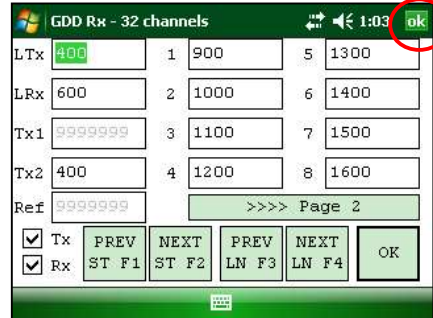 GDD Rx - 32 channels 1:03 ok
LTx 400 1 900 5 1300
LRx 600 2 1000 6 1400
Tx1 9999999 3 1100 7 1500
Tx2 400 4 1200 8 1600
Ref 9999999 >>>> Page 2
Tx PREV NEXT PREV NEXT OK
Rx ST F1 ST F2 LN F3 LN F4